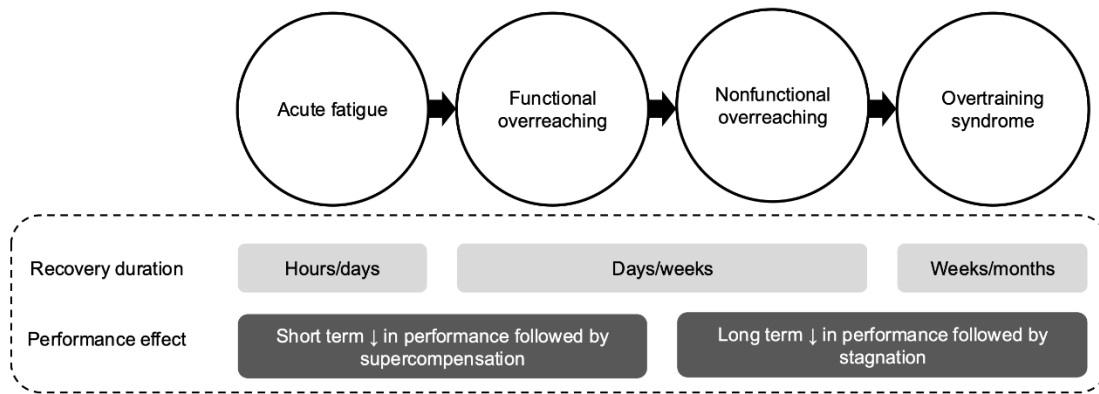 Acute fatigue
Functional
overreaching
Nonfunctional
overreaching
Overtraining
syndrome
Recovery duration
Hours/days
Days/weeks
Weeks/months
Performance effect
Short term ↓ in performance followed by
supercompensation
Long term ↓ in performance followed by
stagnation